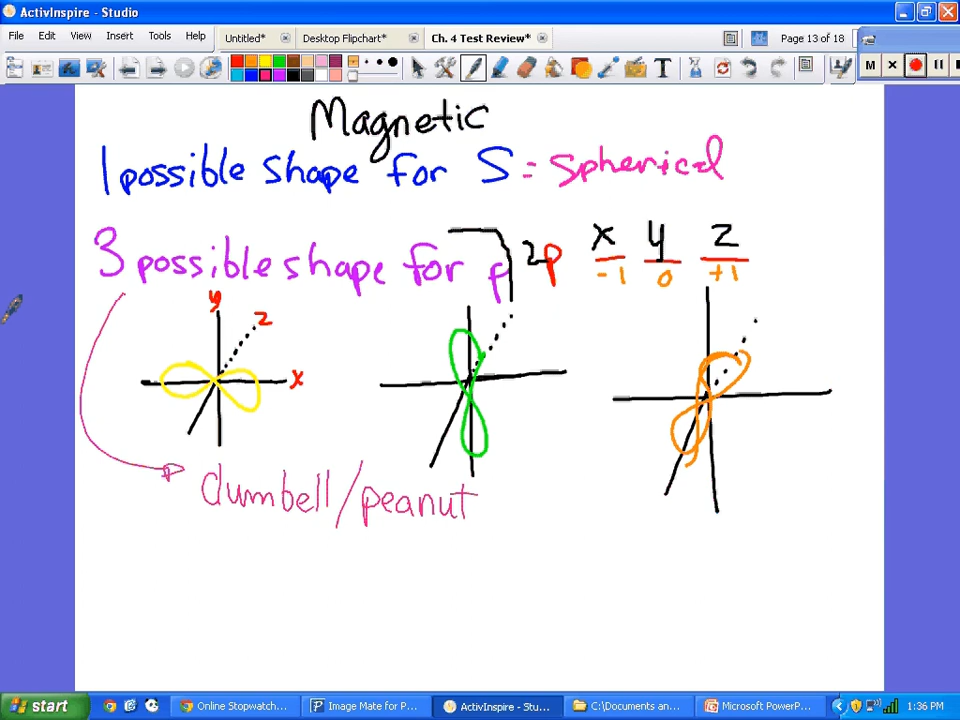 ActivInspire - Studio
File Edit View Insert Tools Help Untitled* Desktop Flipchart* Ch. 4 Test Review* Page 13 of 18
M
Magnetic
1 possible shape for S = spherical
3 possible shape for p 2p x y z
-1 0 +1
y z x
dumbell/peanut
start Online Stopwatch... Image Mate for P... ActivInspire - Stu... C:\Documents an... Microsoft PowerP... 1:36 PM